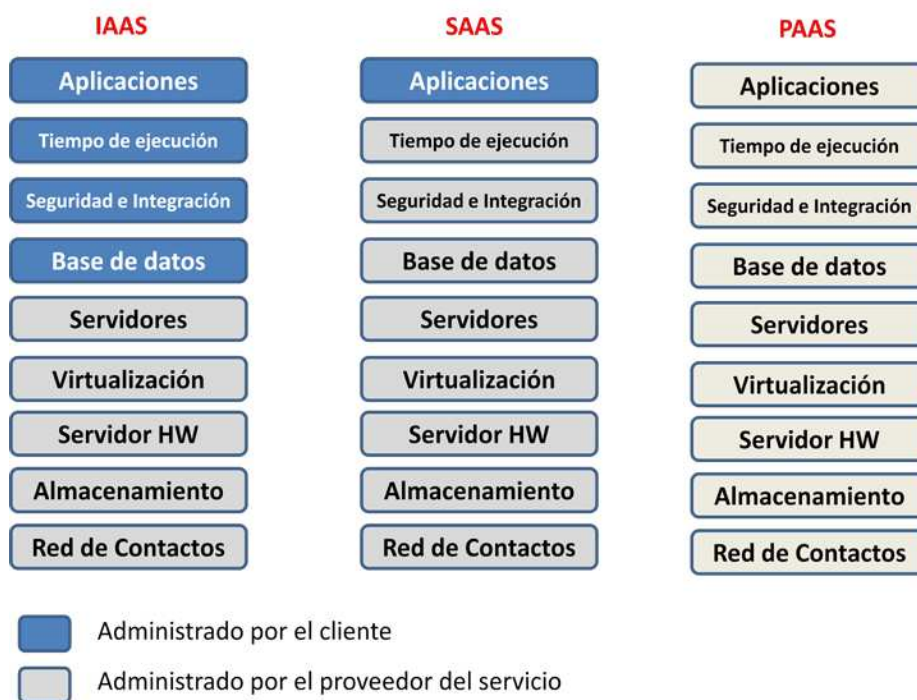 IAAS
Aplicaciones
Tiempo de ejecución
Seguridad e Integración
Base de datos
Servidores
Virtualización
Servidor HW
Almacenamiento
Red de Contactos
SAAS
Aplicaciones
Tiempo de ejecución
Seguridad e Integración
Base de datos
Servidores
Virtualización
Servidor HW
Almacenamiento
Red de Contactos
PAAS
Aplicaciones
Tiempo de ejecución
Seguridad e Integración
Base de datos
Servidores
Virtualización
Servidor HW
Almacenamiento
Red de Contactos
Administrado por el cliente
Administrado por el proveedor del servicio